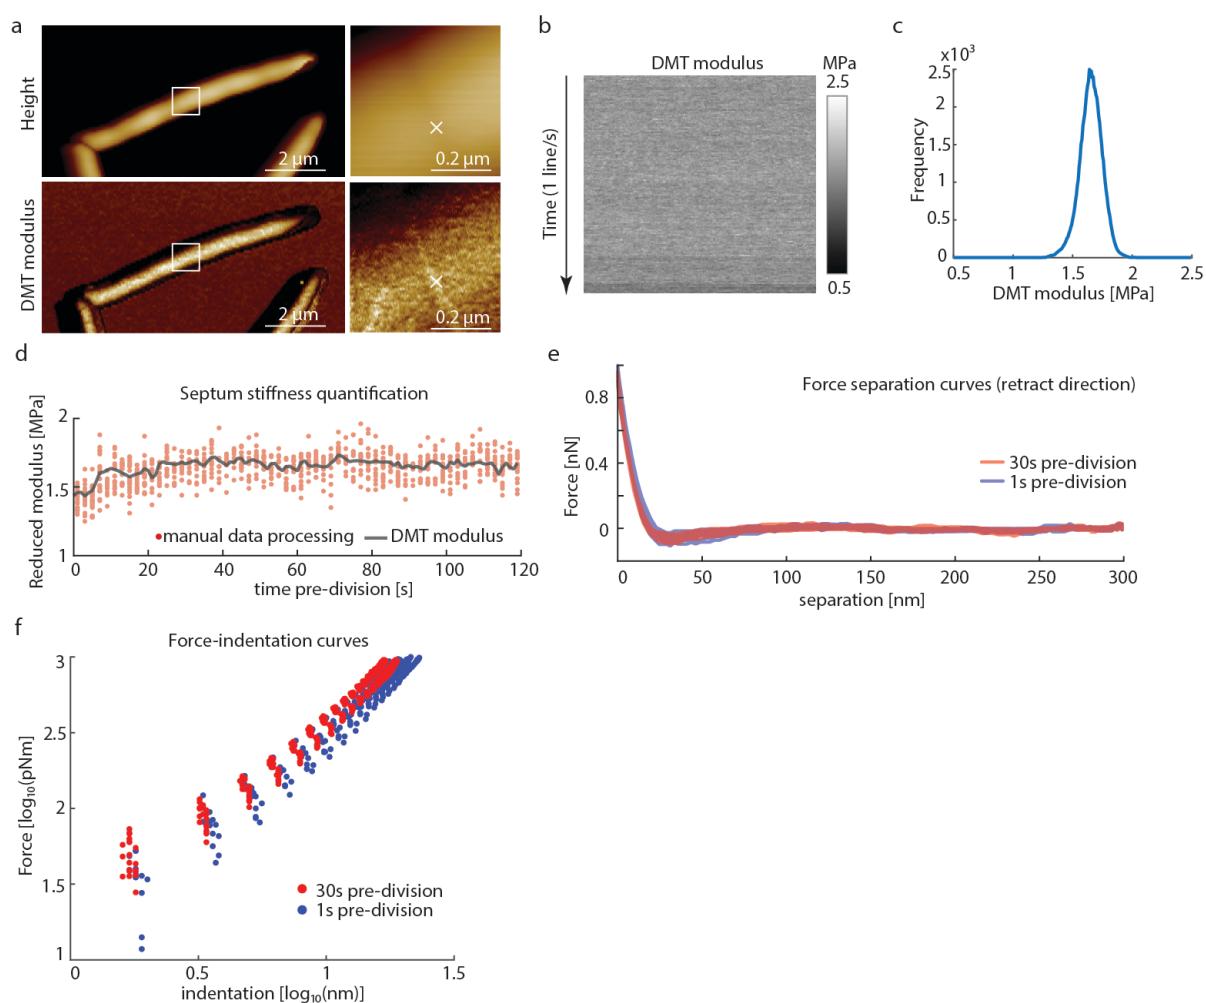 a
Height
2 µm
0.2 µm
DMT modulus
2 µm
0.2 µm
b
DMT modulus
MPa
2.5
0.5
Time (1 line/s)
c
x10³
2.5
2
1.5
1
0.5
0
Frequency
0.5 1 1.5 2 2.5
DMT modulus [MPa]
d
Septum stiffness quantification
Reduced modulus [MPa]
2
1.5
1
manual data processing DMT modulus
0 20 40 60 80 100 120
time pre-division [s]
e
Force separation curves (retract direction)
Force [nN]
0.8
0.4
0
30s pre-division
1s pre-division
0 50 100 150 200 250 300
separation [nm]
f
Force-indentation curves
Force [log₁₀(pNm)
3
2.5
2
1.5
1
30s pre-division
1s pre-division
0 0.5 1 1.5
indentation [log₁₀(nm)]